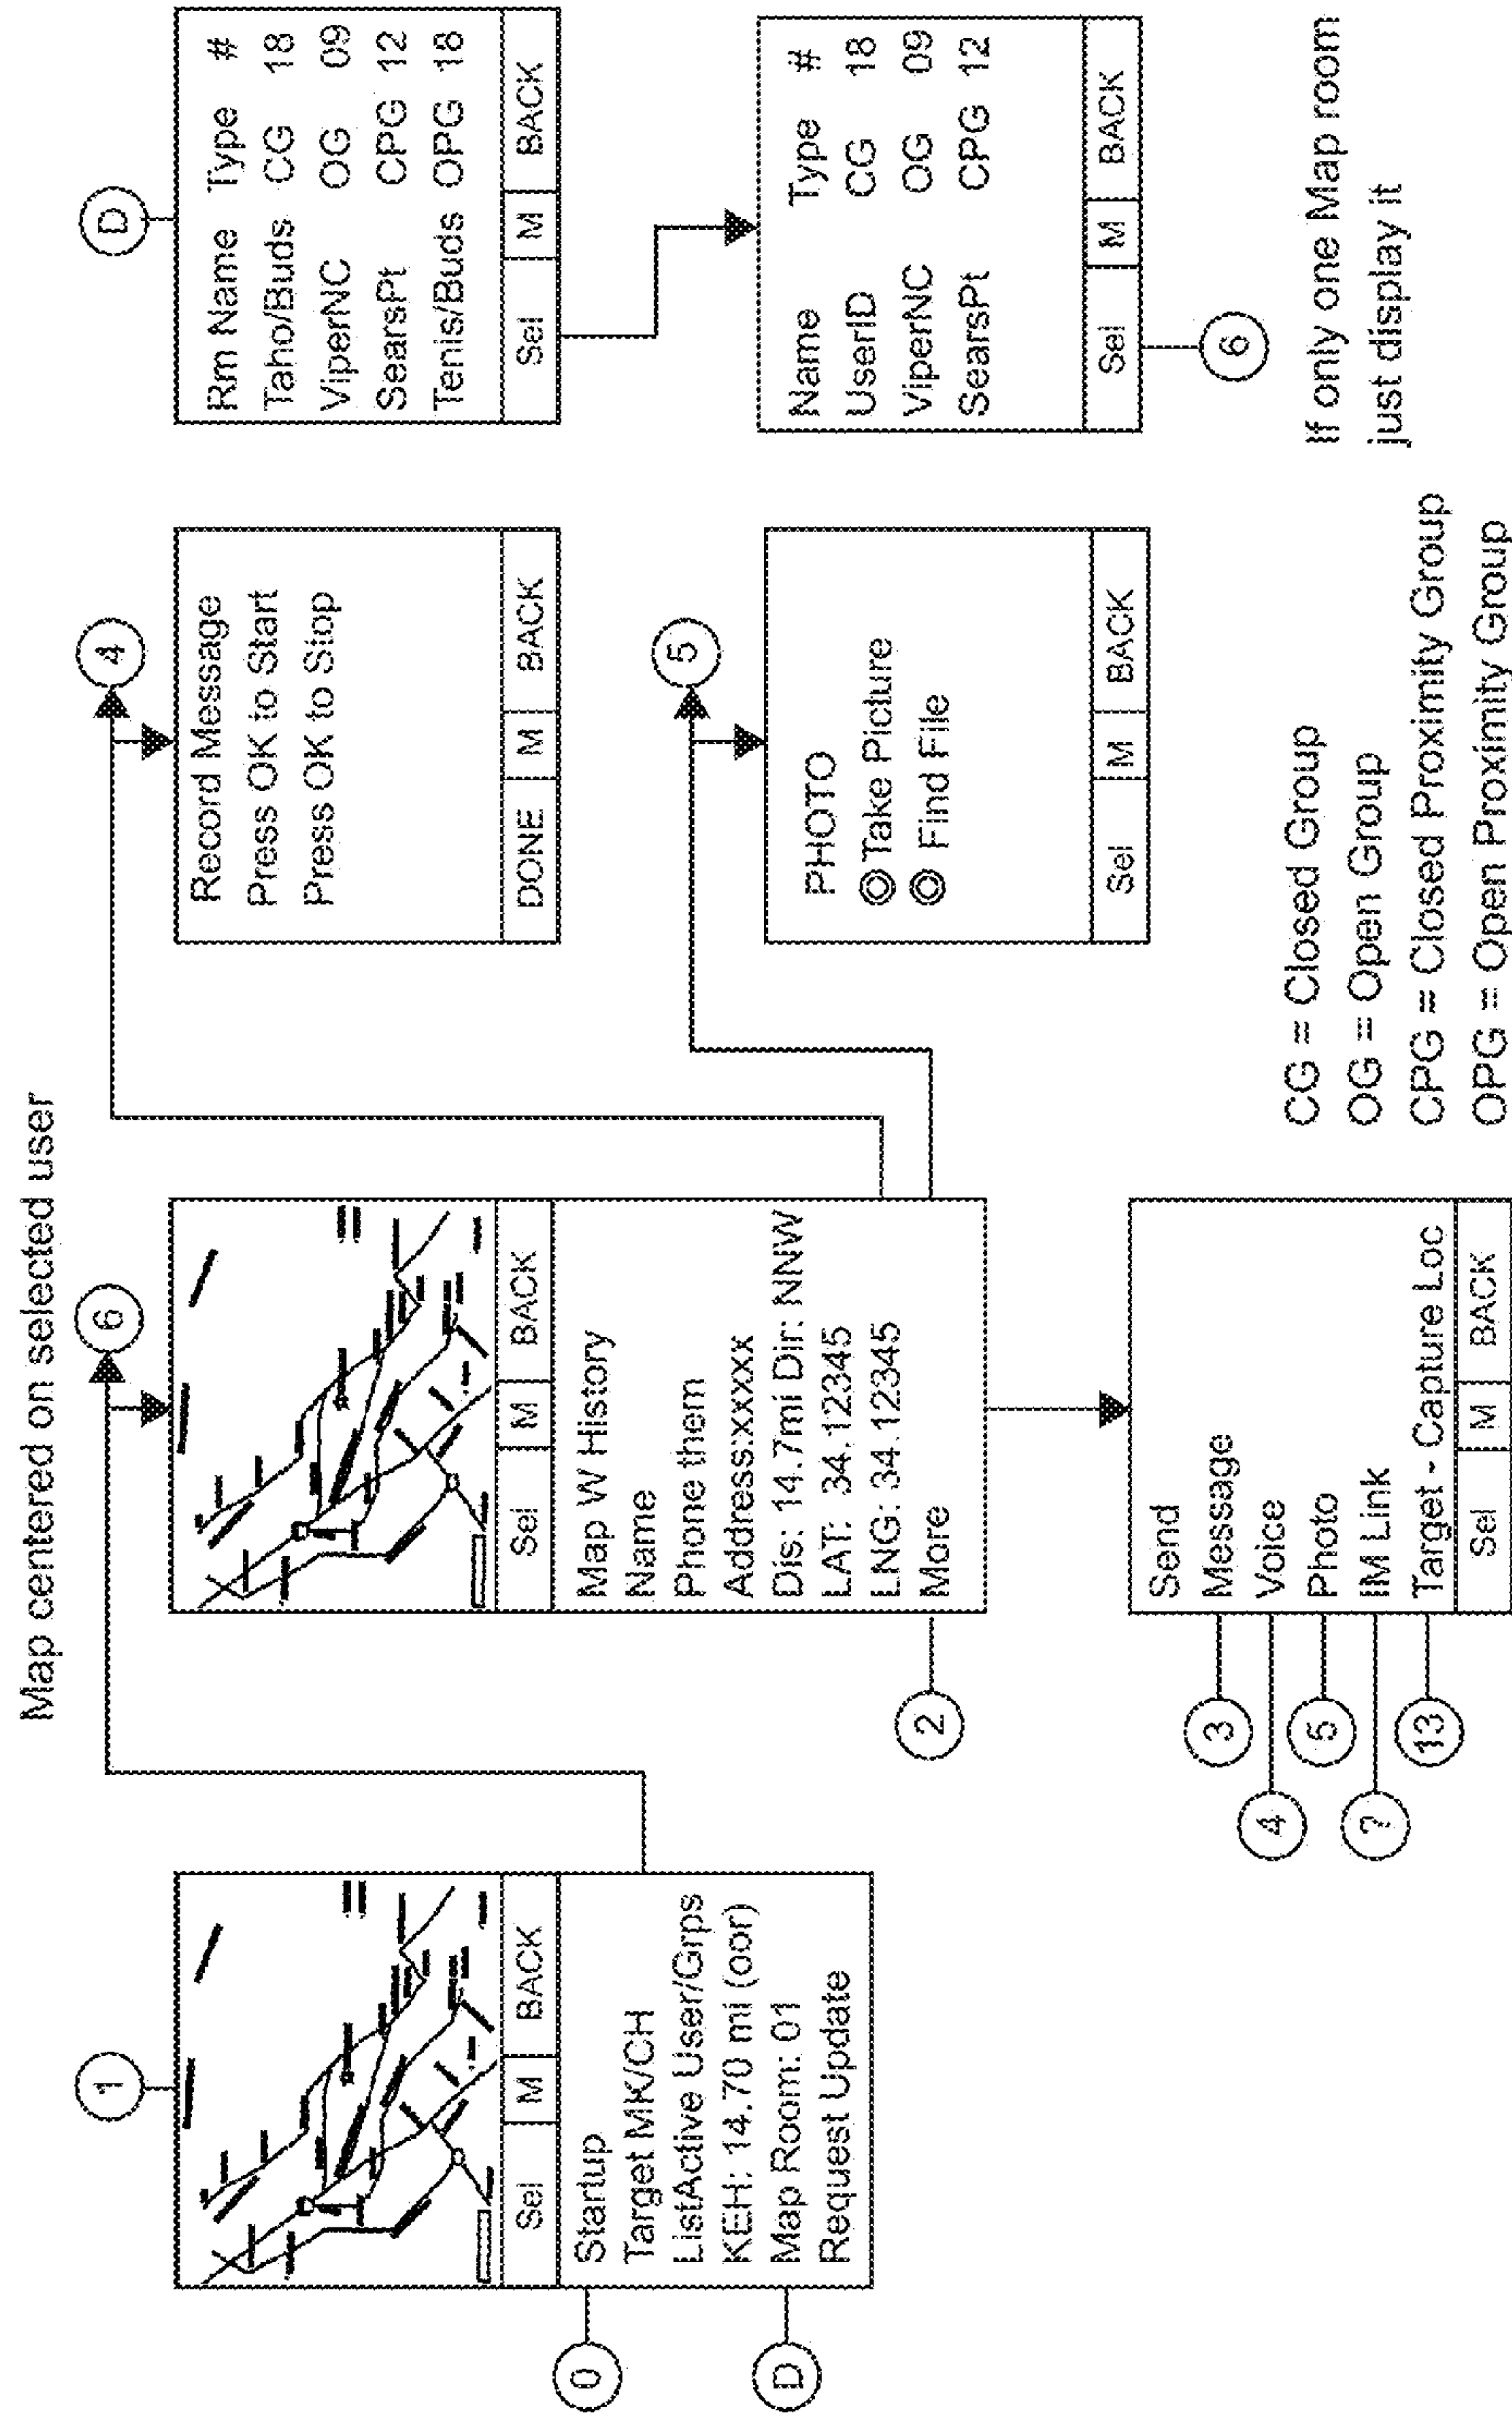 Map centered on selected user
1
Sel M BACK
Startup
Target MK/CH
ListActive User/Grps
KEH: 14.70 mi (oor)
Map Room: 01
Request Update
0
D
6
Sel M BACK
Map W History
Name
Phone them
Address:xxxxx
Dis: 14.7mi Dir: NNW
LAT: 34.12345
LNG: 34.12345
More
2
Send
Message
Voice
Photo
IM Link
Target - Capture Loc
Sel M BACK
3
4
5
?
13
4
Record Message
Press OK to Start
Press OK to Stop
DONE M BACK
5
PHOTO
Take Picture
Find File
Sel M BACK
CG = Closed Group
OG = Open Group
CPG = Closed Proximity Group
OPG = Open Proximity Group
D
Rm Name Type #
Taho/Buds CG 18
ViperNC OG 09
SearsPt CPG 12
Tenis/Buds OPG 18
Sel M BACK
Name Type #
UserID CG 18
ViperNC OG 09
SearsPt CPG 12
Sel M BACK
6
If only one Map room
just display it